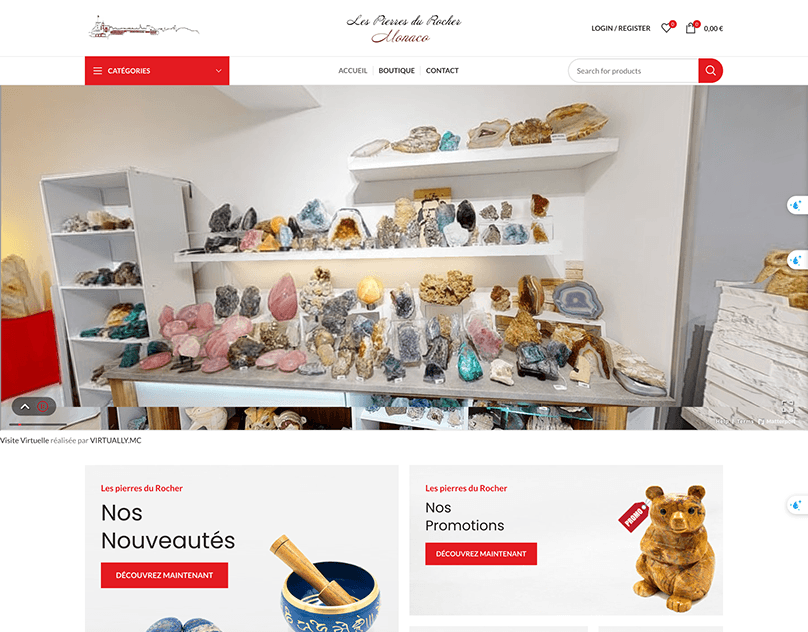 Les Pierres du Rocher
Monaco
LOGIN / REGISTER
0
0
0,00 €
CATÉGORIES
ACCUEIL
BOUTIQUE
CONTACT
Search for products
Help
Terms
Visite Virtuelle réalisée par VIRTUALLY.MC
Les pierres du Rocher
Nos
Nouveautés
DÉCOUVREZ MAINTENANT
Les pierres du Rocher
Nos
Promotions
DÉCOUVREZ MAINTENANT
PROMO